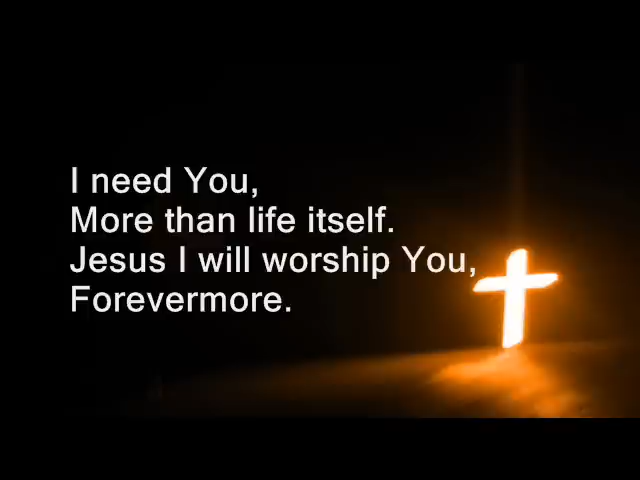 I need You,
More than life itself.
Jesus I will worship You,
Forevermore.